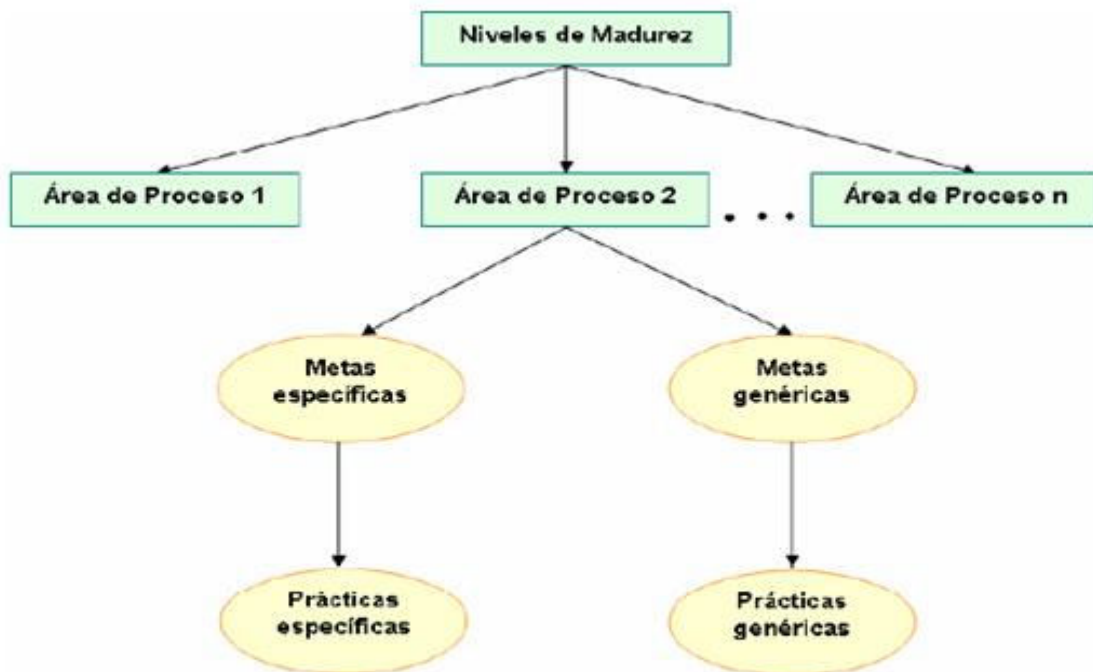 Niveles de Madurez
Área de Proceso 1
Área de Proceso 2
. . .
Área de Proceso n
Metas
específicas
Metas
genéricas
Prácticas
específicas
Prácticas
genéricas